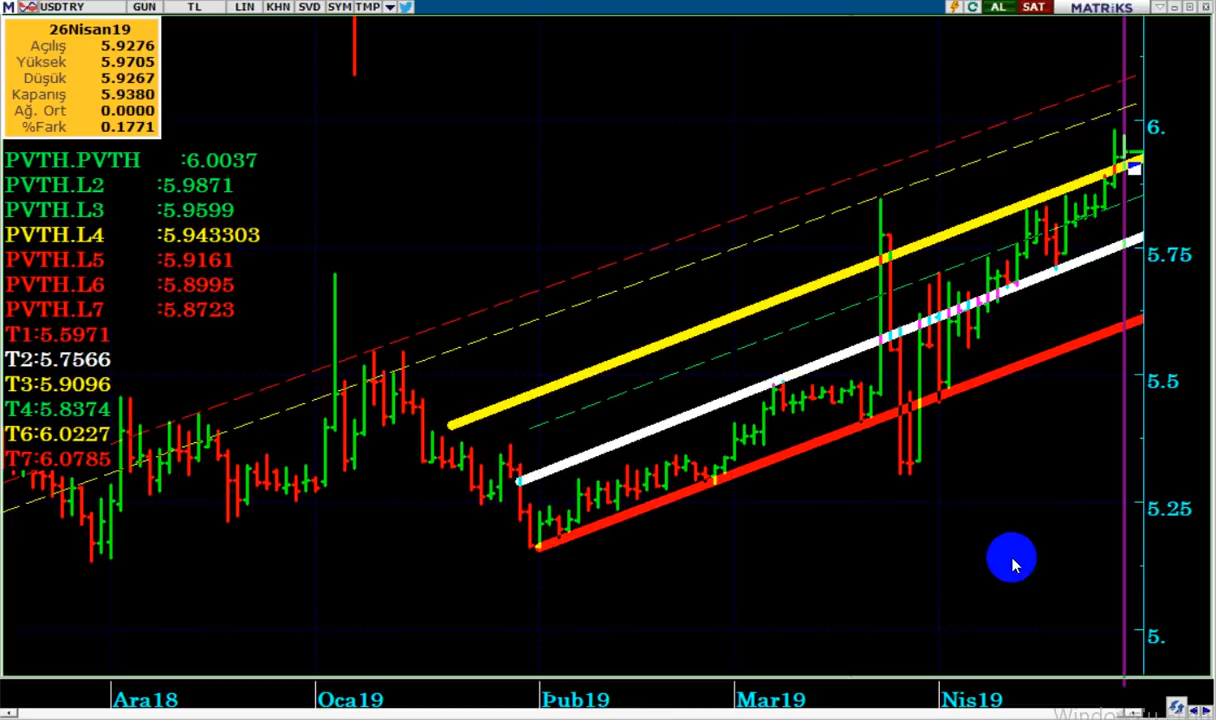 USDTRY GUN TL LIN KHN SVD SYM TMP AL SAT MATRiKS
26Nisan19
Açılış 5.9276
Yüksek 5.9705
Düşük 5.9267
Kapanış 5.9380
Ağ. Ort 0.0000
%Fark 0.1771
PVTH.PVTH :6.0037
PVTH.L2 :5.9871
PVTH.L3 :5.9599
PVTH.L4 :5.943303
PVTH.L5 :5.9161
PVTH.L6 :5.8995
PVTH.L7 :5.8723
T1:5.5971
T2:5.7566
T3:5.9096
T4:5.8374
T6:6.0227
T7:6.0785
6.
5.75
5.5
5.25
5.
Ara18 Oca19 Þub19 Mar19 Nis19